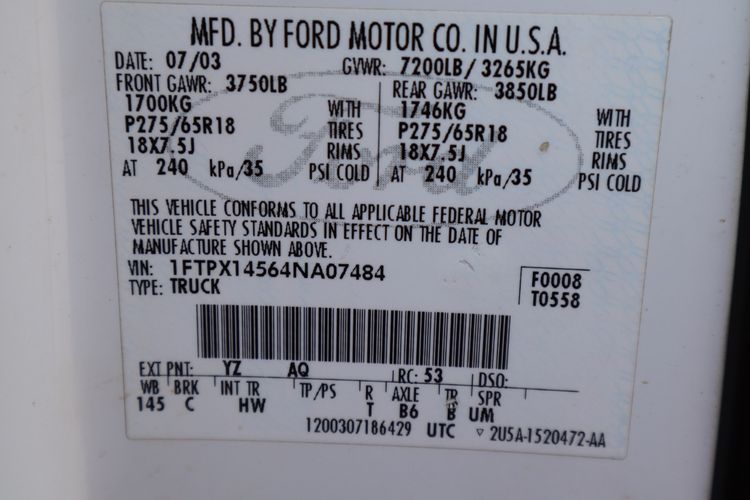 MFD. BY FORD MOTOR CO. IN U.S.A.
DATE: 07/03 GVWR: 7200LB/ 3265KG
FRONT GAWR: 3750LB REAR GAWR: 3850LB
1700KG WITH 1746KG WITH
P275/65R18 TIRES P275/65R18 TIRES
18X7.5J RIMS 18X7.5J RIMS
AT 240 kPa/35 PSI COLD AT 240 kPa/35 PSI COLD
Ford
THIS VEHICLE CONFORMS TO ALL APPLICABLE FEDERAL MOTOR
VEHICLE SAFETY STANDARDS IN EFFECT ON THE DATE OF
MANUFACTURE SHOWN ABOVE.
VIN: 1FTPX14564NA07484 F0008
TYPE: TRUCK T0558
EXT PNT: YZ AQ RC: 53 DSO:
WB BRK INT TR TP/PS R AXLE TR SPR
145 C HW T B6 B UM
1200307186429 UTC ▽ 2U5A-1520472-AA